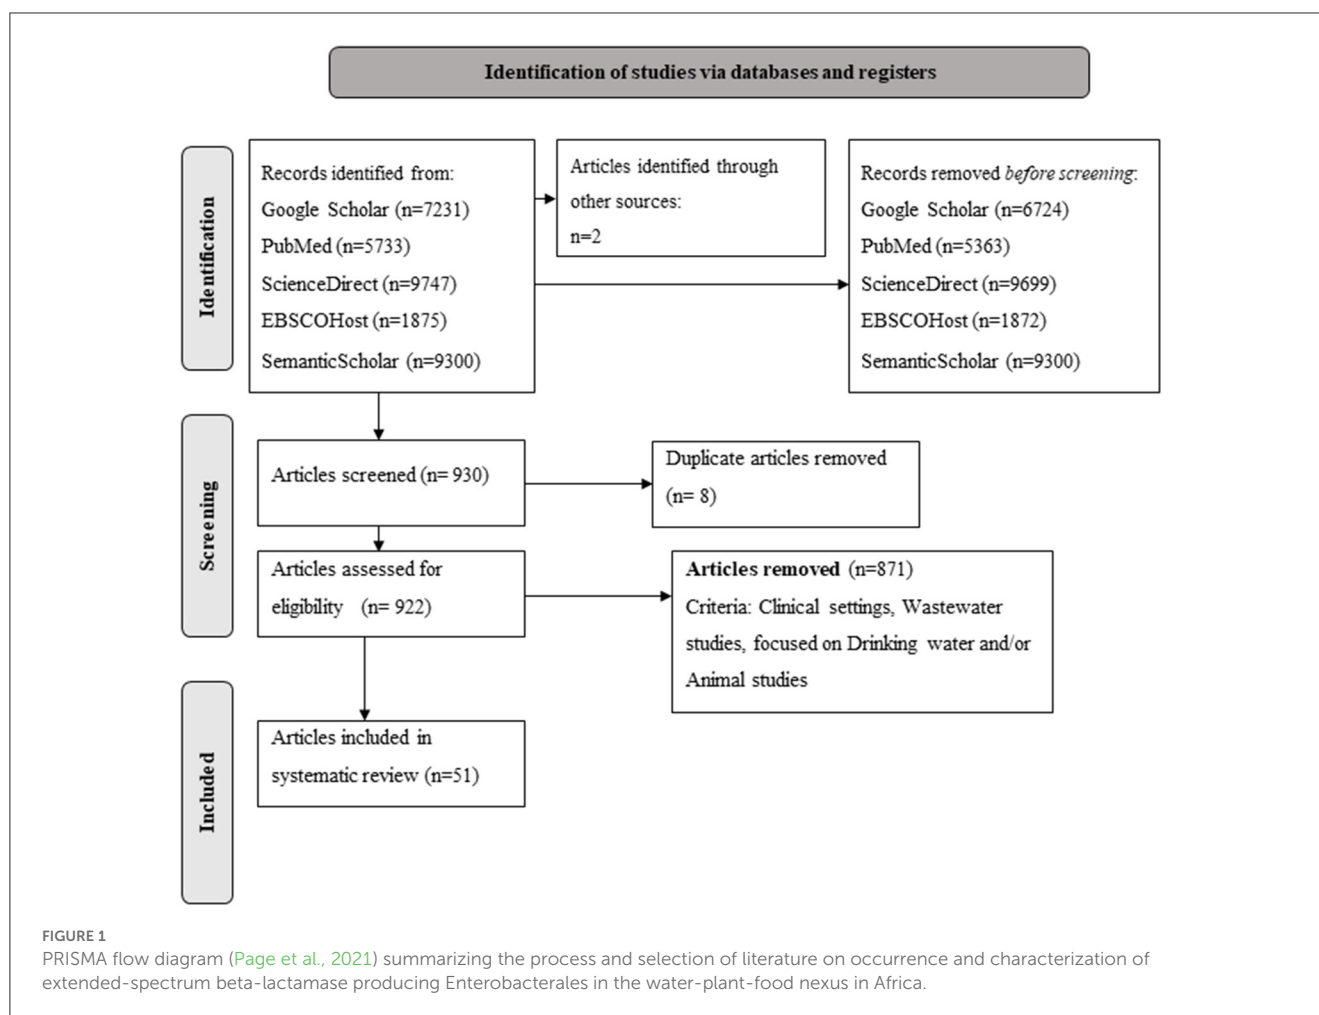 Identification of studies via databases and registers
Identification
Records identified from:
Google Scholar (n=7231)
PubMed (n=5733)
ScienceDirect (n=9747)
EBSCOHost (n=1875)
SemanticScholar (n=9300)
Articles identified through
other sources:
n=2
Records removed before screening:
Google Scholar (n=6724)
PubMed (n=5363)
ScienceDirect (n=9699)
EBSCOHost (n=1872)
SemanticScholar (n=9300)
Screening
Articles screened (n= 930)
Duplicate articles removed
(n= 8)
Articles assessed for
eligibility (n= 922)
Articles removed (n=871)
Criteria: Clinical settings, Wastewater
studies, focused on Drinking water and/or
Animal studies
Included
Articles included in
systematic review (n=51)
FIGURE 1
PRISMA flow diagram (Page et al., 2021) summarizing the process and selection of literature on occurrence and characterization of
extended-spectrum beta-lactamase producing Enterobacterales in the water-plant-food nexus in Africa.